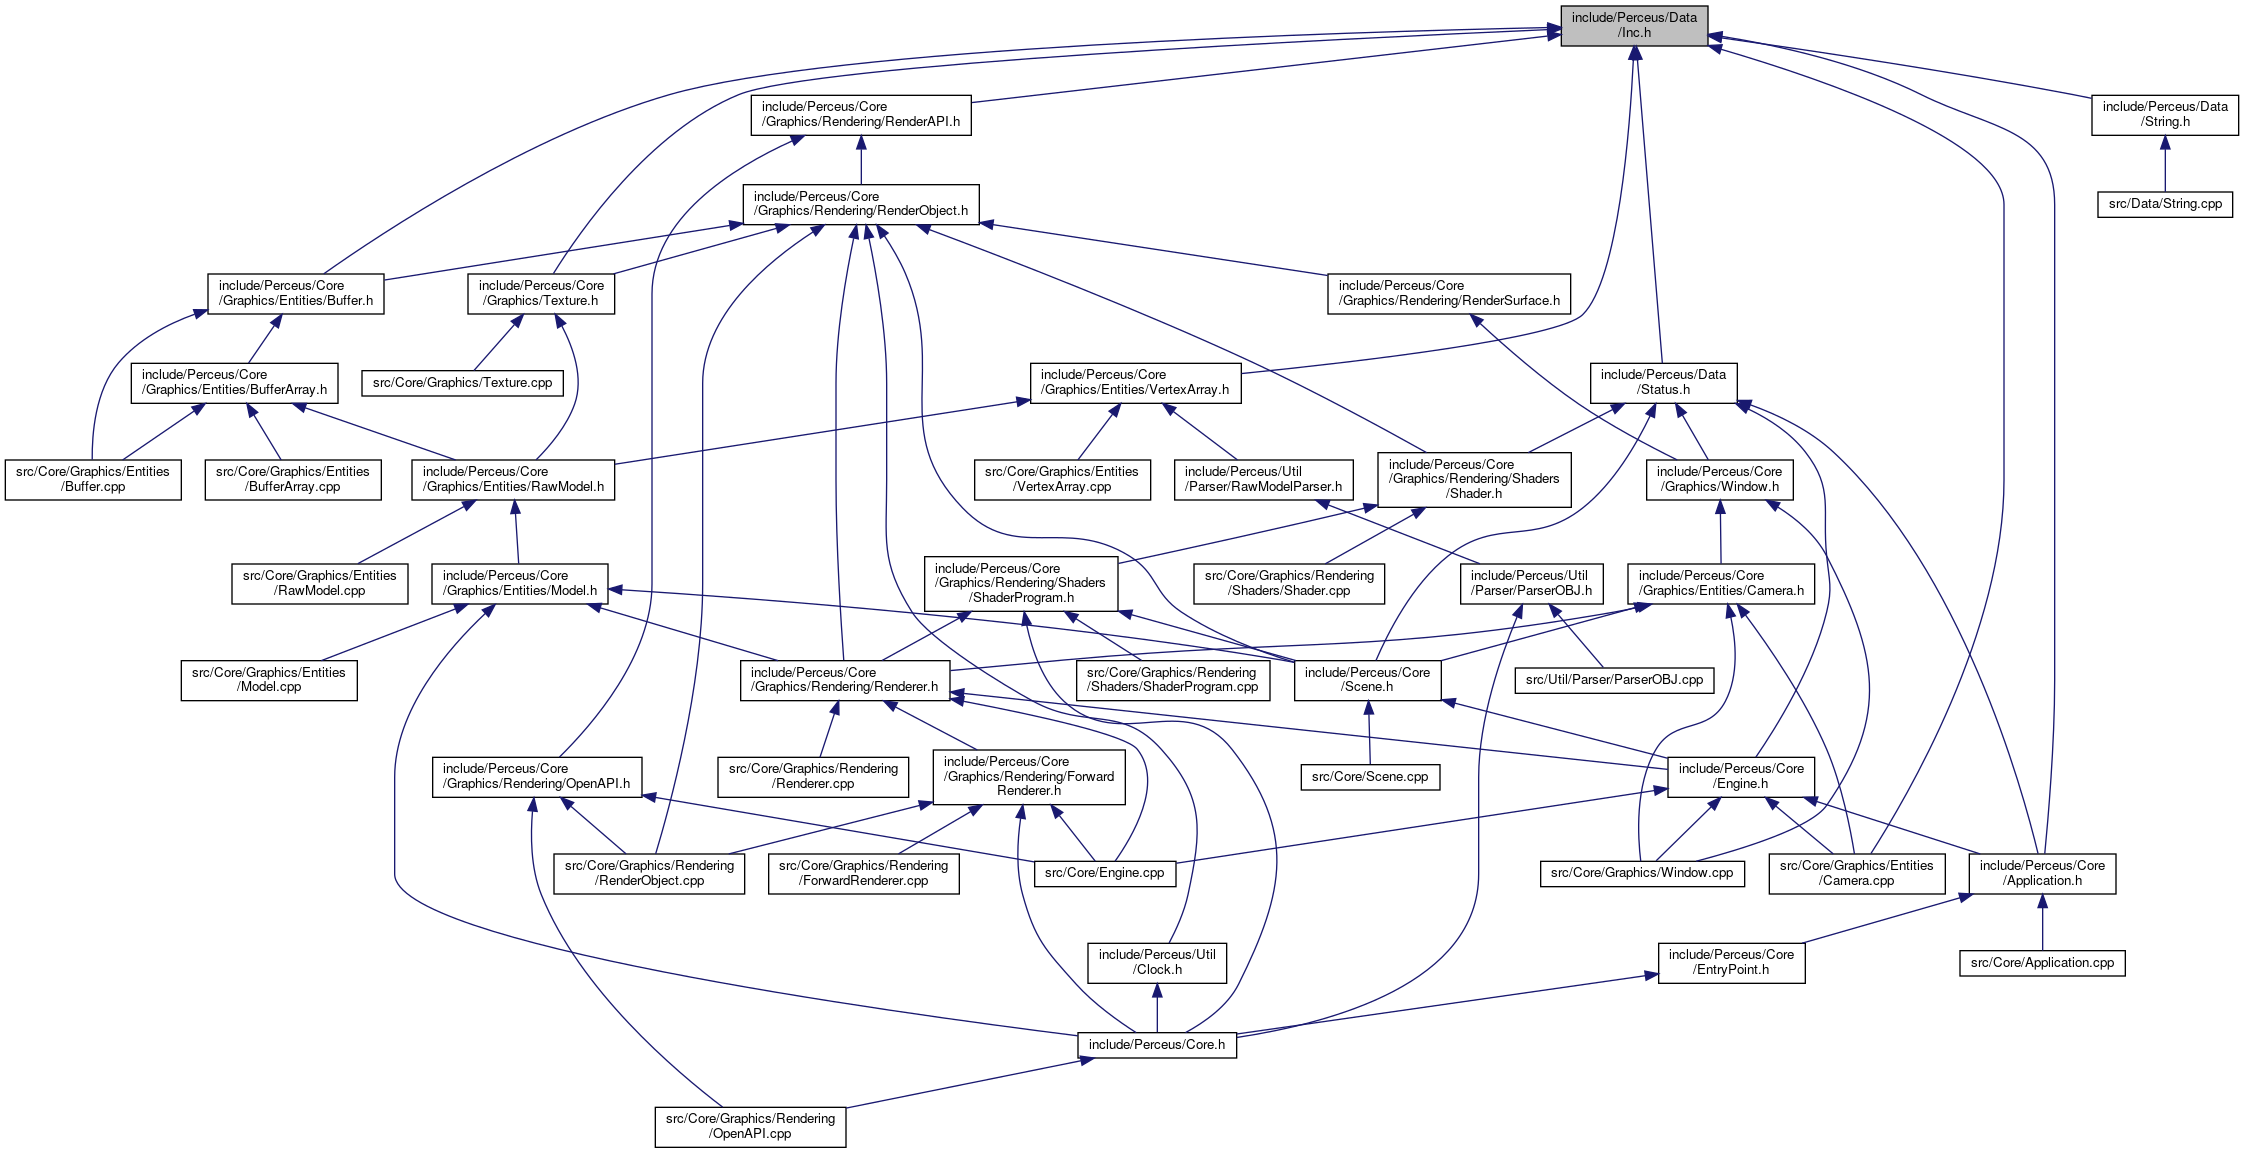 include/Perceus/Data
/Inc.h
include/Perceus/Core
/Graphics/Rendering/RenderAPI.h
include/Perceus/Data
/String.h
include/Perceus/Core
/Graphics/Rendering/RenderObject.h
src/Data/String.cpp
include/Perceus/Core
/Graphics/Entities/Buffer.h
include/Perceus/Core
/Graphics/Texture.h
include/Perceus/Core
/Graphics/Rendering/RenderSurface.h
include/Perceus/Core
/Graphics/Entities/BufferArray.h
src/Core/Graphics/Texture.cpp
include/Perceus/Core
/Graphics/Entities/VertexArray.h
include/Perceus/Data
/Status.h
src/Core/Graphics/Entities
/Buffer.cpp
src/Core/Graphics/Entities
/BufferArray.cpp
include/Perceus/Core
/Graphics/Entities/RawModel.h
src/Core/Graphics/Entities
/VertexArray.cpp
include/Perceus/Util
/Parser/RawModelParser.h
include/Perceus/Core
/Graphics/Rendering/Shaders
/Shader.h
include/Perceus/Core
/Graphics/Window.h
src/Core/Graphics/Entities
/RawModel.cpp
include/Perceus/Core
/Graphics/Entities/Model.h
include/Perceus/Core
/Graphics/Rendering/Shaders
/ShaderProgram.h
src/Core/Graphics/Rendering
/Shaders/Shader.cpp
include/Perceus/Util
/Parser/ParserOBJ.h
include/Perceus/Core
/Graphics/Entities/Camera.h
src/Core/Graphics/Entities
/Model.cpp
include/Perceus/Core
/Graphics/Rendering/Renderer.h
src/Core/Graphics/Rendering
/Shaders/ShaderProgram.cpp
include/Perceus/Core
/Scene.h
src/Util/Parser/ParserOBJ.cpp
include/Perceus/Core
/Graphics/Rendering/OpenAPI.h
src/Core/Graphics/Rendering
/Renderer.cpp
include/Perceus/Core
/Graphics/Rendering/Forward
Renderer.h
src/Core/Scene.cpp
include/Perceus/Core
/Engine.h
src/Core/Graphics/Rendering
/RenderObject.cpp
src/Core/Graphics/Rendering
/ForwardRenderer.cpp
src/Core/Engine.cpp
src/Core/Graphics/Window.cpp
src/Core/Graphics/Entities
/Camera.cpp
include/Perceus/Core
/Application.h
include/Perceus/Util
/Clock.h
include/Perceus/Core
/EntryPoint.h
src/Core/Application.cpp
include/Perceus/Core.h
src/Core/Graphics/Rendering
/OpenAPI.cpp